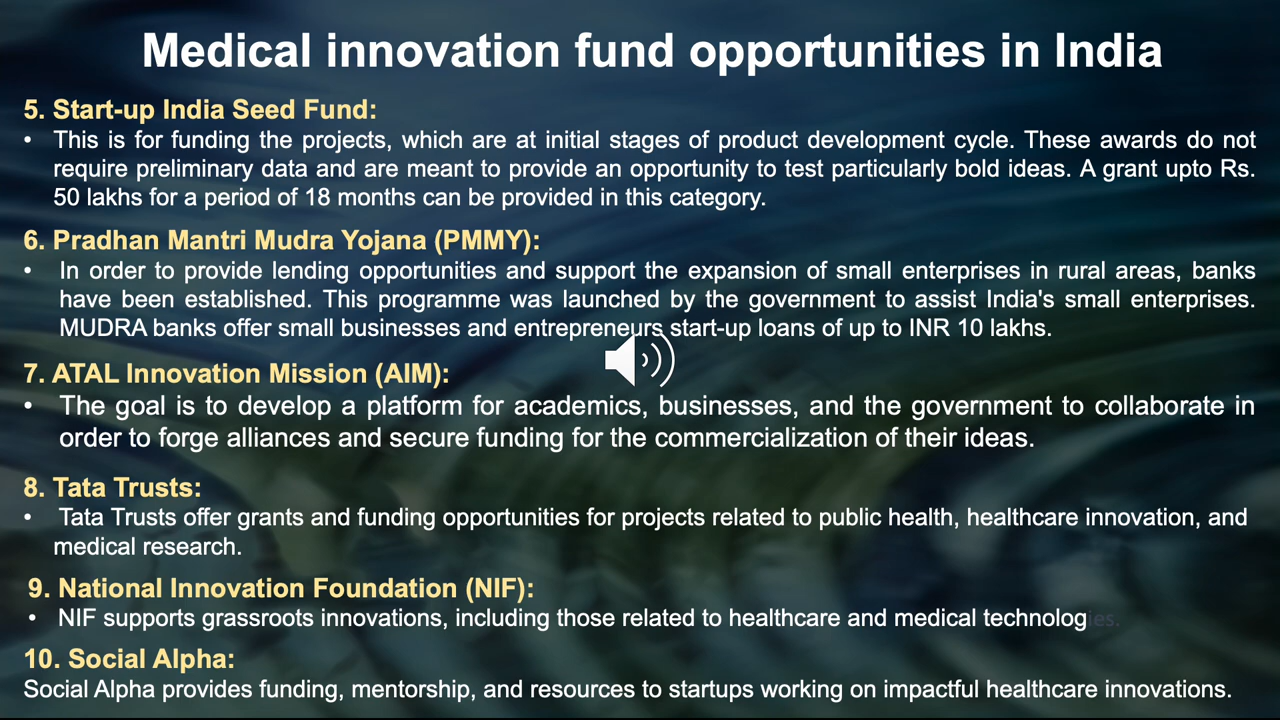 Medical innovation fund opportunities in India
5. Start-up India Seed Fund:
• This is for funding the projects, which are at initial stages of product development cycle. These awards do not
require preliminary data and are meant to provide an opportunity to test particularly bold ideas. A grant upto Rs.
50 lakhs for a period of 18 months can be provided in this category.
6. Pradhan Mantri Mudra Yojana (PMMY):
• In order to provide lending opportunities and support the expansion of small enterprises in rural areas, banks
have been established. This programme was launched by the government to assist India's small enterprises.
MUDRA banks offer small businesses and entrepreneurs start-up loans of up to INR 10 lakhs.
7. ATAL Innovation Mission (AIM):
• The goal is to develop a platform for academics, businesses, and the government to collaborate in
order to forge alliances and secure funding for the commercialization of their ideas.
8. Tata Trusts:
• Tata Trusts offer grants and funding opportunities for projects related to public health, healthcare innovation, and
medical research.
9. National Innovation Foundation (NIF):
• NIF supports grassroots innovations, including those related to healthcare and medical technologies.
10. Social Alpha:
Social Alpha provides funding, mentorship, and resources to startups working on impactful healthcare innovations.